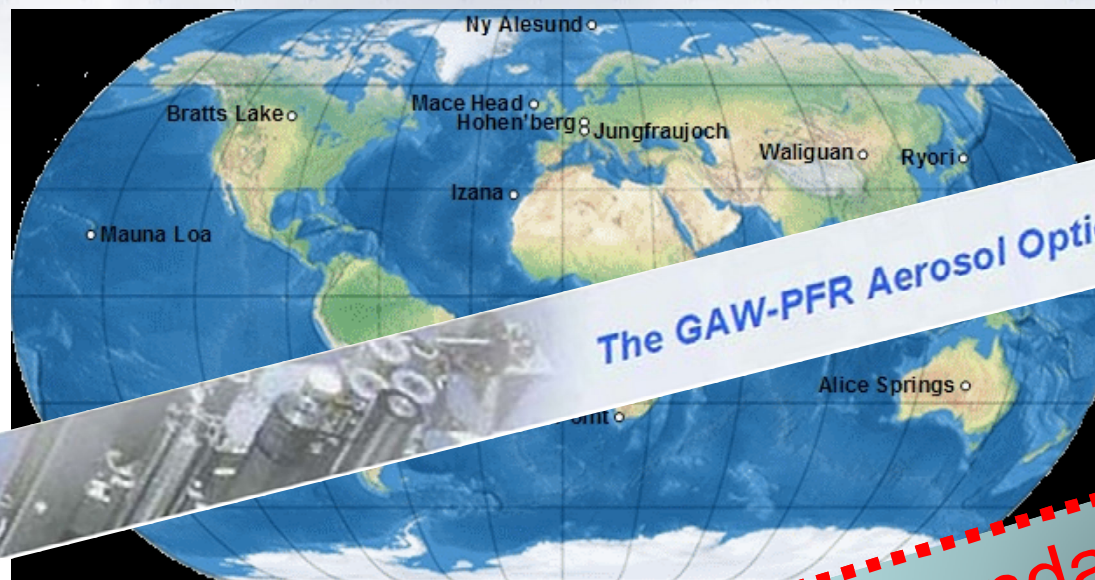 Ny Alesund
Mace Head
Bratts Lake
Hohen'berg
Jungfraujoch
Waliguan
Ryori
Izana
Mauna Loa
The GAW-PFR Aerosol Opti
Alice Springs